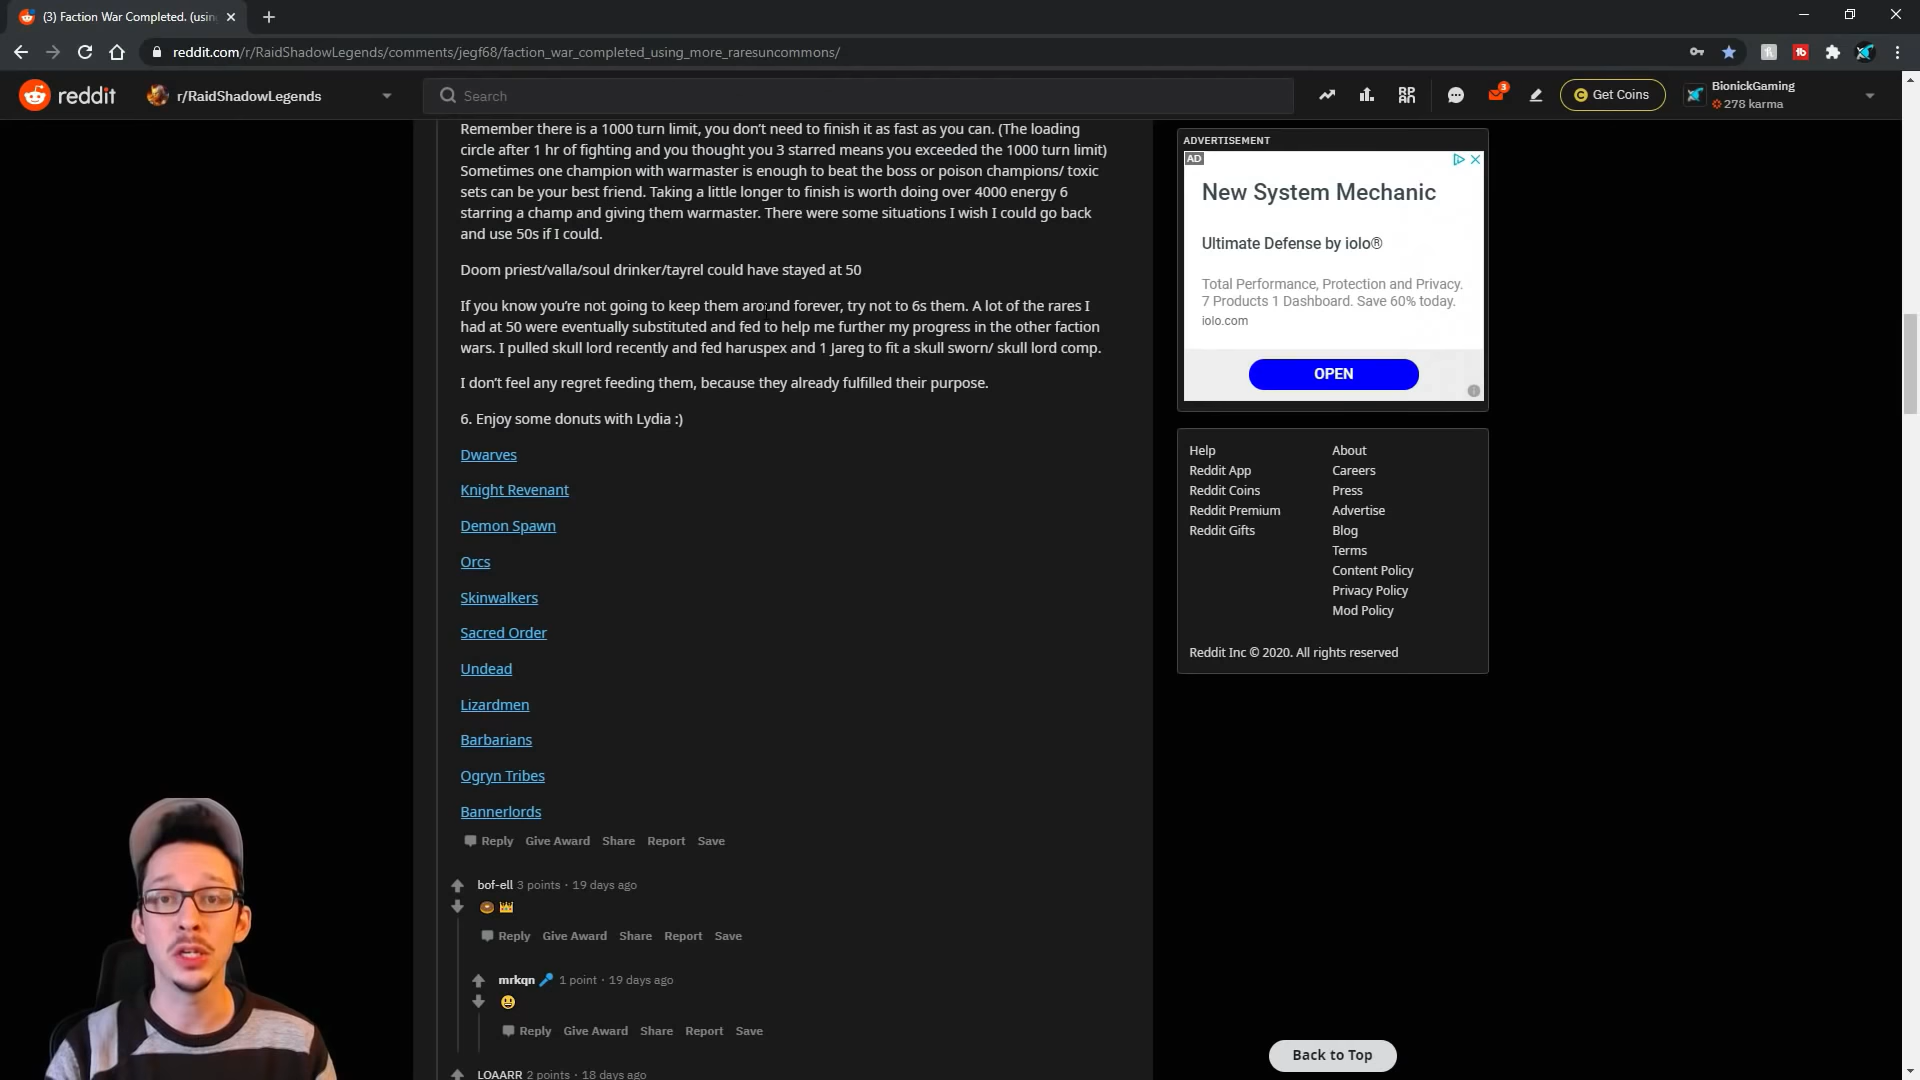 (3) Faction War Completed. (usin
reddit.com/r/RaidShadowLegends/comments/jegf68/faction_war_completed_using_more_raresuncommons/
reddit
r/RaidShadowLegends
Search
3
Get Coins
BionickGaming
278 karma
Remember there is a 1000 turn limit, you don't need to finish it as fast as you can. (The loading
circle after 1 hr of fighting and you thought you 3 starred means you exceeded the 1000 turn limit)
Sometimes one champion with warmaster is enough to beat the boss or poison champions/ toxic
sets can be your best friend. Taking a little longer to finish is worth doing over 4000 energy 6
starring a champ and giving them warmaster. There were some situations I wish I could go back
and use 50s if I could.
Doom priest/valla/soul drinker/tayrel could have stayed at 50
If you know you're not going to keep them around forever, try not to 6s them. A lot of the rares I
had at 50 were eventually substituted and fed to help me further my progress in the other faction
wars. I pulled skull lord recently and fed haruspex and 1 Jareg to fit a skull sworn/ skull lord comp.
I don't feel any regret feeding them, because they already fulfilled their purpose.
6. Enjoy some donuts with Lydia :)
Dwarves
Knight Revenant
Demon Spawn
Orcs
Skinwalkers
Sacred Order
Undead
Lizardmen
Barbarians
Ogryn Tribes
Bannerlords
Reply Give Award Share Report Save
bof-ell 3 points · 19 days ago
Reply Give Award Share Report Save
mrkqn 1 point · 19 days ago
Reply Give Award Share Report Save
LOAARR 2 points · 18 days ago
ADVERTISEMENT
AD
New System Mechanic
Ultimate Defense by iolo®
Total Performance, Protection and Privacy.
7 Products 1 Dashboard. Save 60% today.
iolo.com
OPEN
Help About
Reddit App Careers
Reddit Coins Press
Reddit Premium Advertise
Reddit Gifts Blog
Terms
Content Policy
Privacy Policy
Mod Policy
Reddit Inc © 2020. All rights reserved
Back to Top